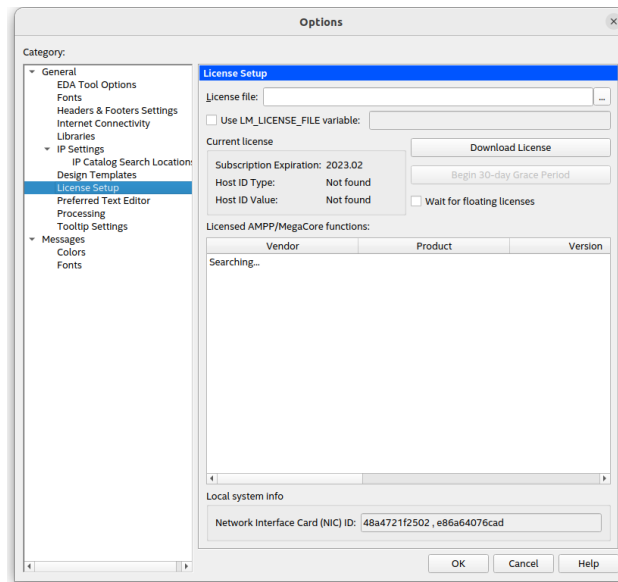 Options
Category:
General
EDA Tool Options
Fonts
Headers & Footers Settings
Internet Connectivity
Libraries
IP Settings
IP Catalog Search Locations
Design Templates
License Setup
Preferred Text Editor
Processing
Tooltip Settings
Messages
Colors
Fonts
License Setup
License file:
...
Use LM_LICENSE_FILE variable:
Current license
Subscription Expiration: 2023.02
Host ID Type: Not found
Host ID Value: Not found
Download License
Begin 30-day Grace Period
Wait for floating licenses
Licensed AMPP/MegaCore functions:
Vendor Product Version
Searching...
Local system info
Network Interface Card (NIC) ID: 48a4721f2502 , e86a64076cad
OK Cancel Help